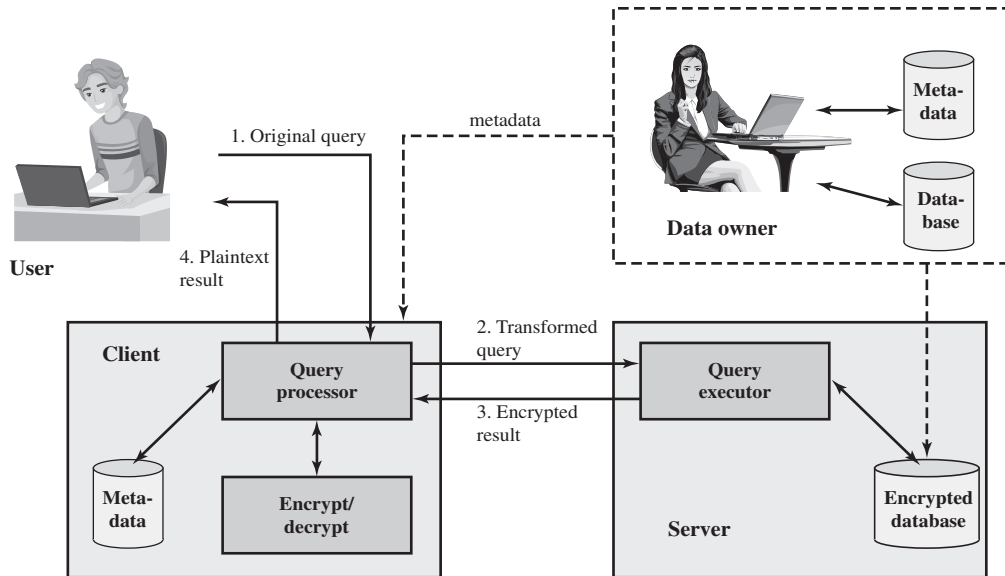 1. Original query
metadata
Meta-
data
Data-
base
Data owner
User
4. Plaintext
result
Client
Query
processor
2. Transformed
query
3. Encrypted
result
Query
executor
Meta-
data
Encrypt/
decrypt
Server
Encrypted
database